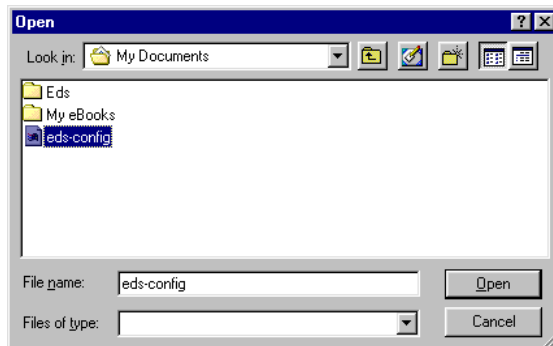 Open
Look in: My Documents
Eds
My eBooks
eds-config
File name: eds-config Open
Files of type: Cancel